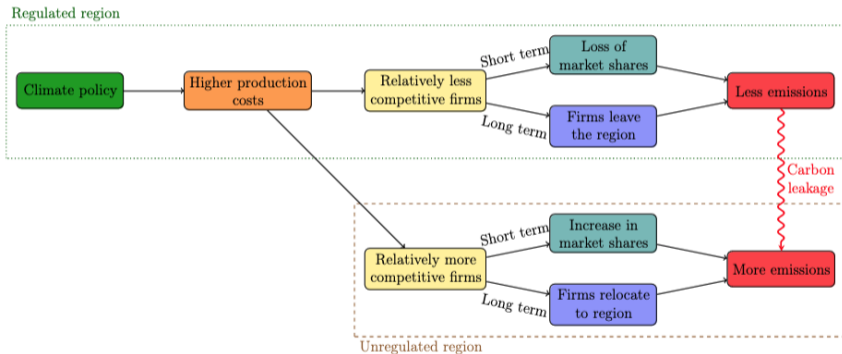 Regulated region
Climate policy
Higher production
costs
Relatively less
competitive firms
Short term
Long term
Loss of
market shares
Firms leave
the region
Less emissions
Carbon
leakage
Relatively more
competitive firms
Short term
Long term
Increase in
market shares
Firms relocate
to region
More emissions
Unregulated region